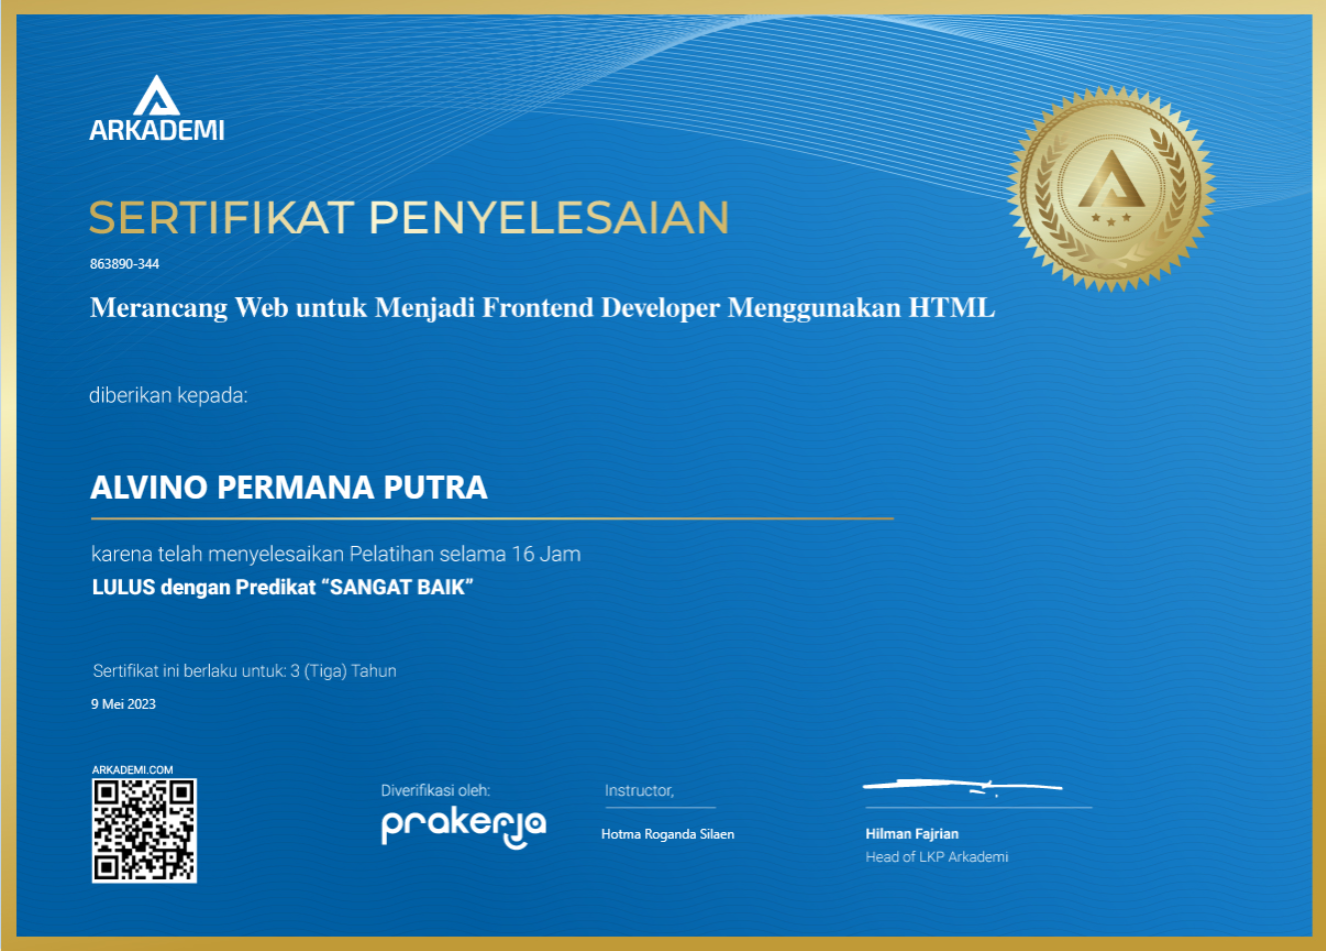 ARKADEMI
SERTIFIKAT PENYELESAIAN
863890-344
Merancang Web untuk Menjadi Frontend Developer Menggunakan HTML
diberikan kepada:
ALVINO PERMANA PUTRA
karena telah menyelesaikan Pelatihan selama 16 Jam
LULUS dengan Predikat “SANGAT BAIK”
Sertifikat ini berlaku untuk: 3 (Tiga) Tahun
9 Mei 2023
ARKADEMI.COM
Diverifikasi oleh:
prakerja
Instructor,
Hotma Roganda Silaen
Hilman Fajrian
Head of LKP Arkademi